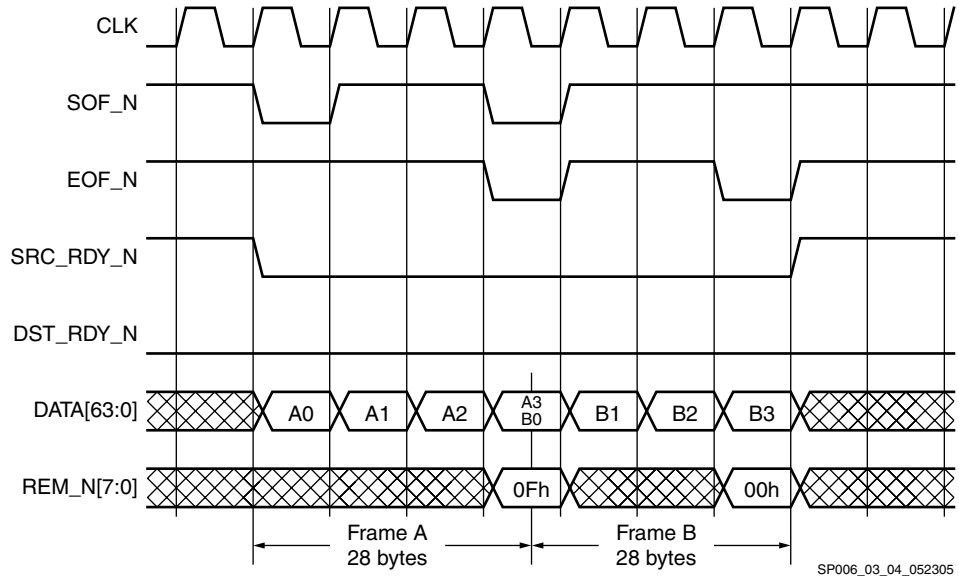 CLK
SOF_N
EOF_N
SRC_RDY_N
DST_RDY_N
DATA[63:0] A0 A1 A2 A3 B0 B1 B2 B3
REM_N[7:0] 0Fh 00h
Frame A Frame B
28 bytes 28 bytes
SP006_03_04_052305